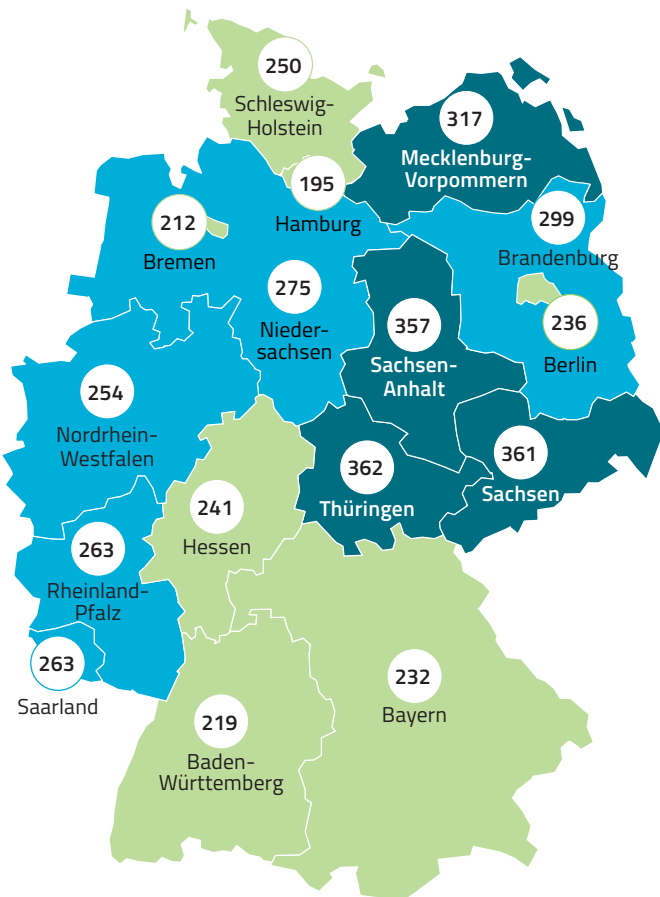 250
Schleswig-
Holstein
317
Mecklenburg-
Vorpommern
195
Hamburg
212
Bremen
299
Brandenburg
275
Nieder-
sachsen
236
Berlin
357
Sachsen-
Anhalt
254
Nordrhein-
Westfalen
361
Sachsen
362
Thüringen
241
Hessen
263
Rheinland-
Pfalz
263
Saarland
232
Bayern
219
Baden-
Württemberg